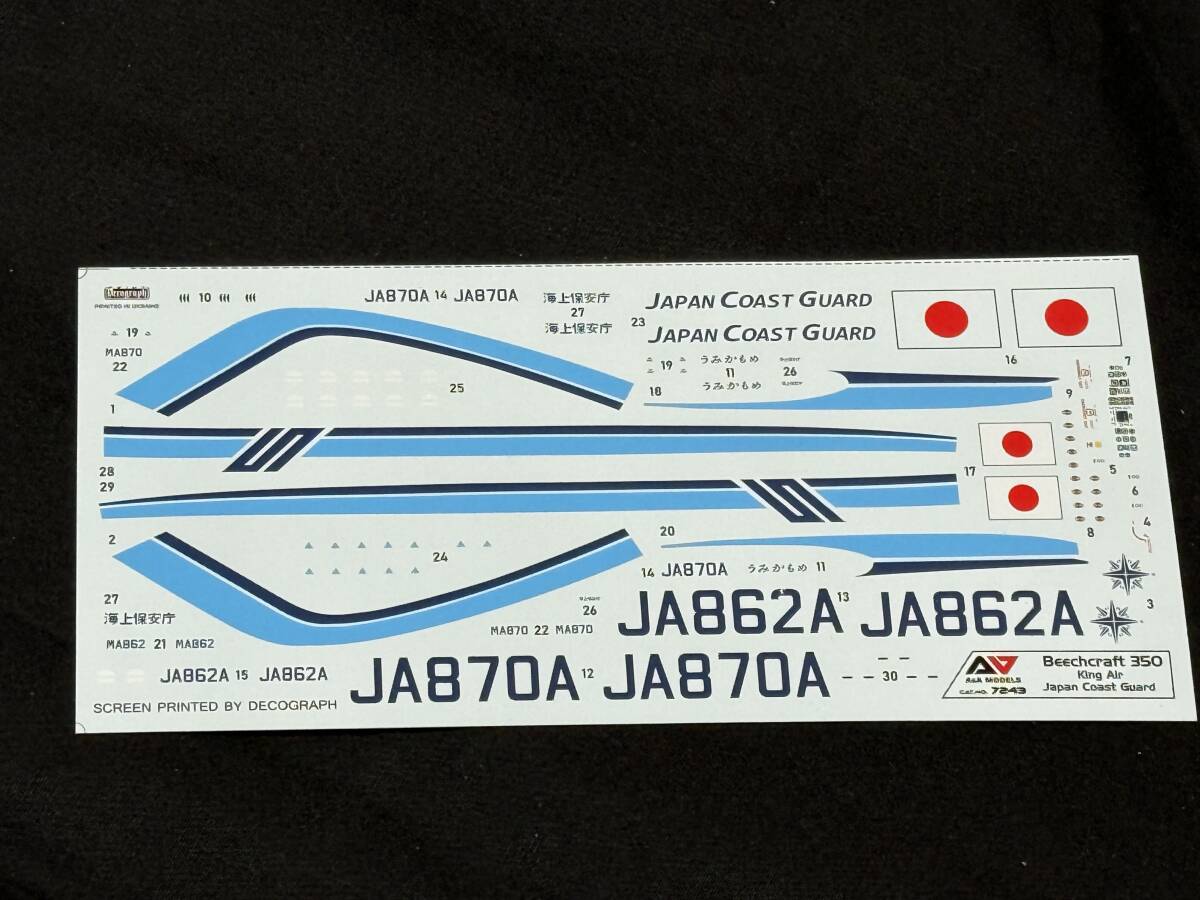 Decograph
10
JA870A 14 JA870A
海上保安庁
27
海上保安庁
23
JAPAN COAST GUARD
JAPAN COAST GUARD
19
MA870
22
1
25
19
うみかもめ
11
うみかもめ
26
18
16
7
9
28
29
17
5
6
4
8
2
24
20
14 JA870A うみかもめ 11
3
27
海上保安庁
26
MA862 21 MA862
MA870 22 MA870
JA862A 13 JA862A
JA862A 15 JA862A
JA870A 12 JA870A
30
A&A MODELS
CAT.NO. 7243
Beechcraft 350
King Air
Japan Coast Guard
SCREEN PRINTED BY DECOGRAPH